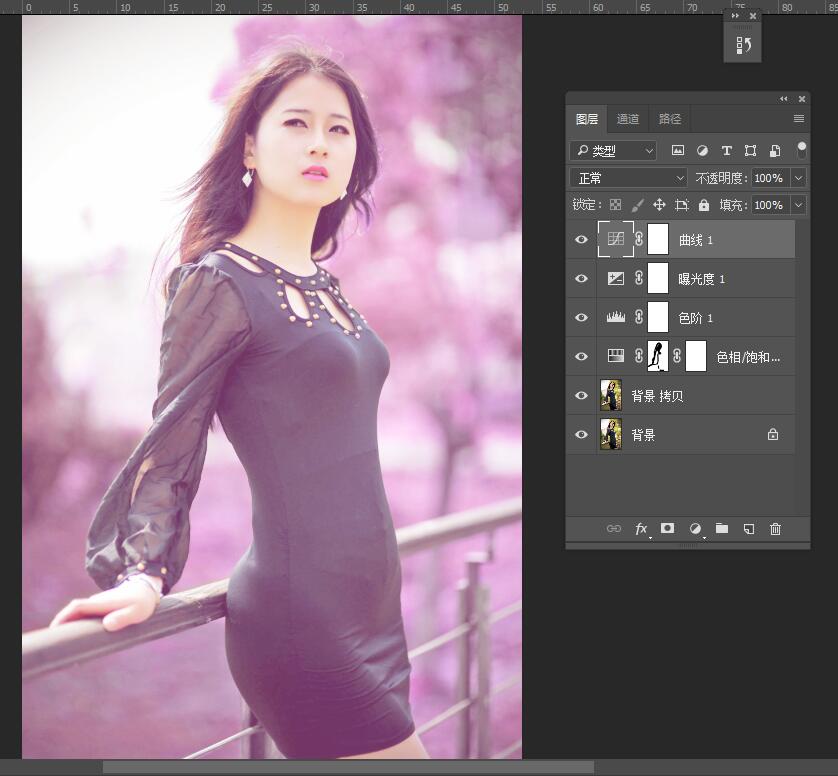 0 5 10 15 20 25 30 35 40 45 50 55 60 65 70 75 80 85
图层 通道 路径
类型 T
正常 不透明度: 100%
锁定: 填充: 100%
曲线 1
曝光度 1
色阶 1
色相/饱和...
背景 拷贝
背景
fx